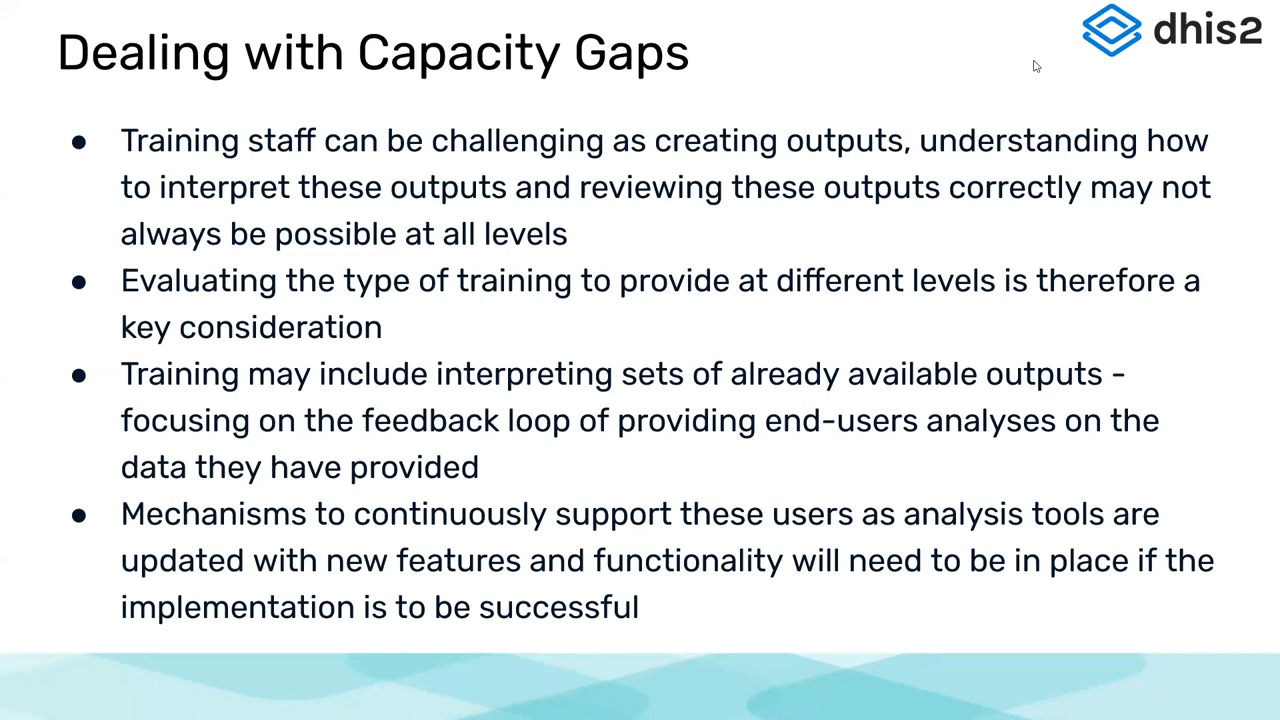 Dealing with Capacity Gaps
dhis2
● Training staff can be challenging as creating outputs, understanding how
to interpret these outputs and reviewing these outputs correctly may not
always be possible at all levels
● Evaluating the type of training to provide at different levels is therefore a
key consideration
● Training may include interpreting sets of already available outputs -
focusing on the feedback loop of providing end-users analyses on the
data they have provided
● Mechanisms to continuously support these users as analysis tools are
updated with new features and functionality will need to be in place if the
implementation is to be successful